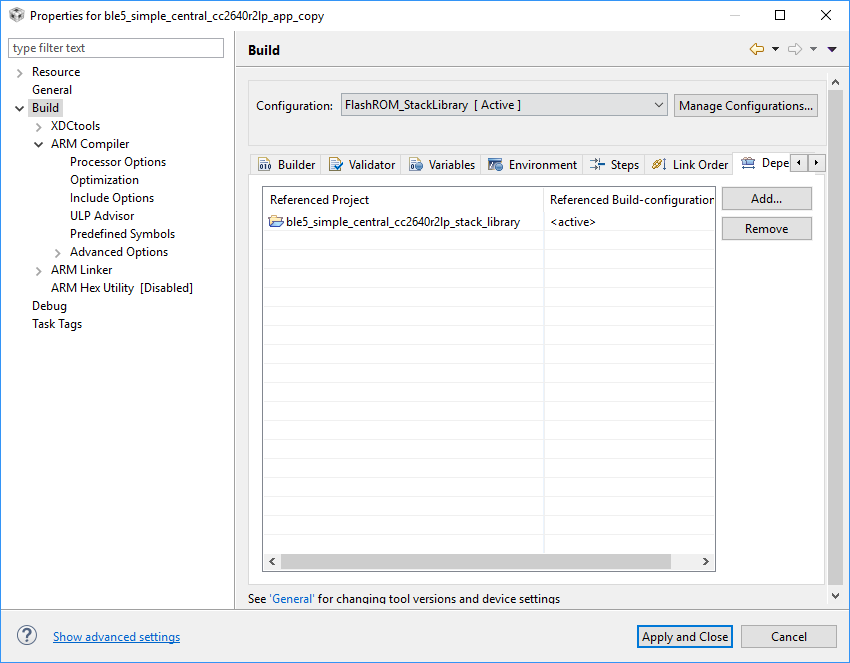 Properties for ble5_simple_central_cc2640r2lp_app_copy
type filter text
Resource
General
Build
XDCtools
ARM Compiler
Processor Options
Optimization
Include Options
ULP Advisor
Predefined Symbols
Advanced Options
ARM Linker
ARM Hex Utility [Disabled]
Debug
Task Tags
Build
Configuration: FlashROM_StackLibrary [ Active ] Manage Configurations...
Builder Validator Variables Environment Steps Link Order Depe
Referenced Project Referenced Build-configuration
ble5_simple_central_cc2640r2lp_stack_library <active>
Add...
Remove
See 'General' for changing tool versions and device settings
Show advanced settings
Apply and Close Cancel